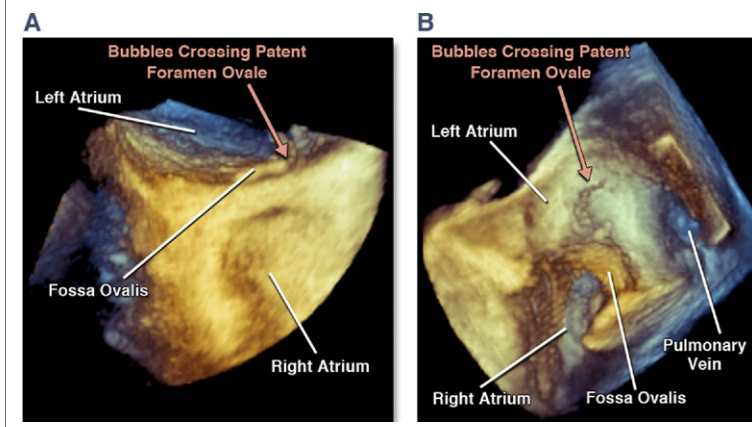 A
Bubbles Crossing Patent
Foramen Ovale
Left Atrium
Fossa Ovalis
Right Atrium
B
Bubbles Crossing Patent
Foramen Ovale
Left Atrium
Pulmonary
Vein
Right Atrium
Fossa Ovalis